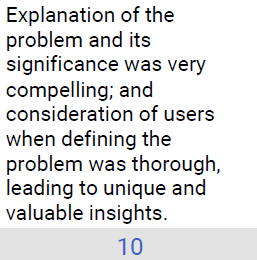 Explanation of the
problem and its
significance was very
compelling; and
consideration of users
when defining the
problem was thorough,
leading to unique and
valuable insights.
10